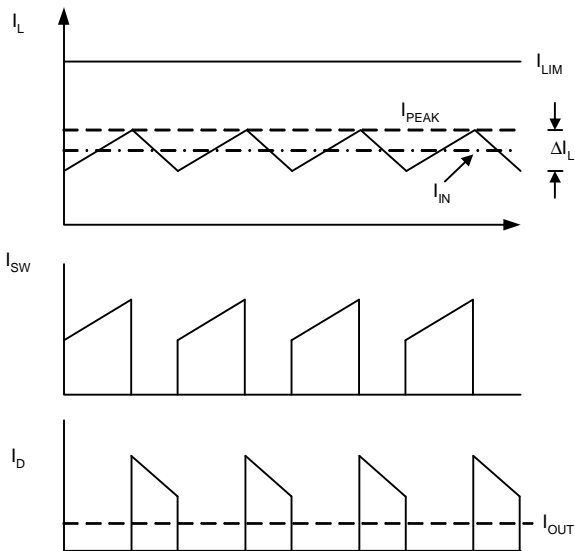 I_L
I_LIM
I_PEAK
ΔI_L
I_IN
I_SW
I_D
I_OUT